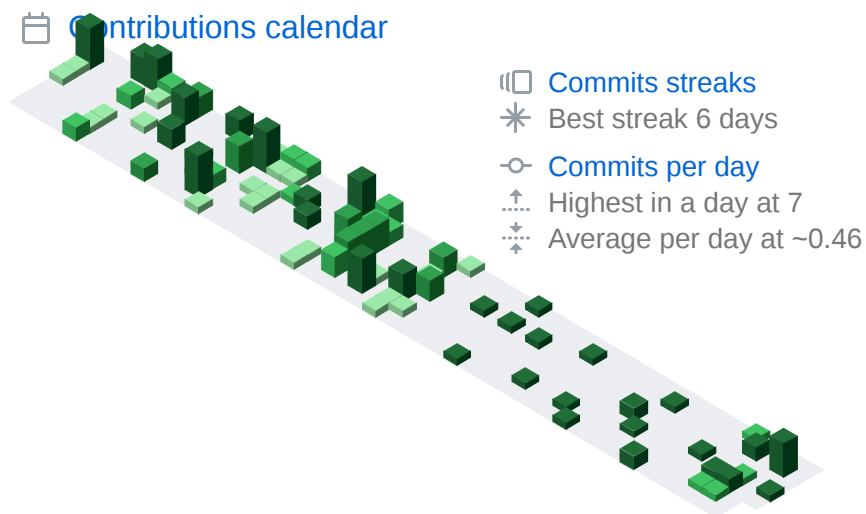 Contributions calendar
Commits streaks
Best streak 6 days
Commits per day
Highest in a day at 7
Average per day at ~0.46